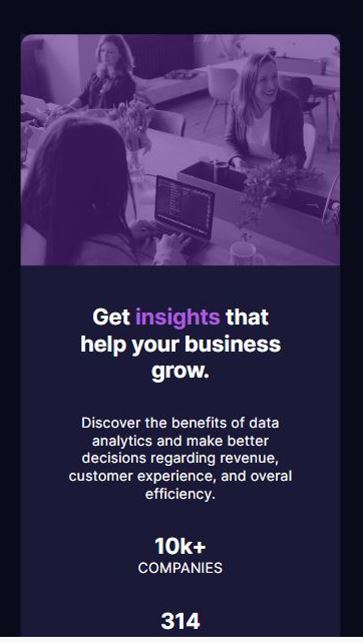 Get insights that
help your business
grow.
Discover the benefits of data
analytics and make better
decisions regarding revenue,
customer experience, and overal
efficiency.
10k+
COMPANIES
314